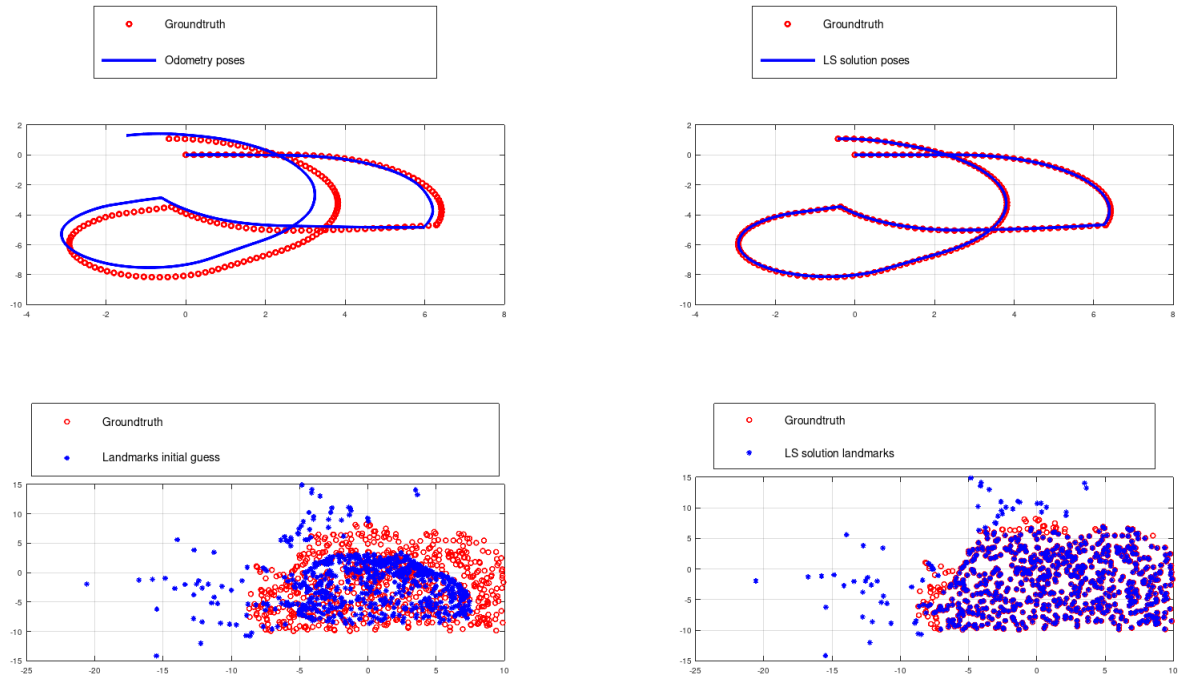 Groundtruth
Odometry poses
Groundtruth
LS solution poses
2
0
-2
-4
-6
-8
-10
-4 -2 0 2 4 6 8
2
0
-2
-4
-6
-8
-10
-4 -2 0 2 4 6 8
Groundtruth
Landmarks initial guess
Groundtruth
LS solution landmarks
15
10
5
0
-5
-10
-15
-25 -20 -15 -10 -5 0 5 10
15
10
5
0
-5
-10
-15
-25 -20 -15 -10 -5 0 5 10